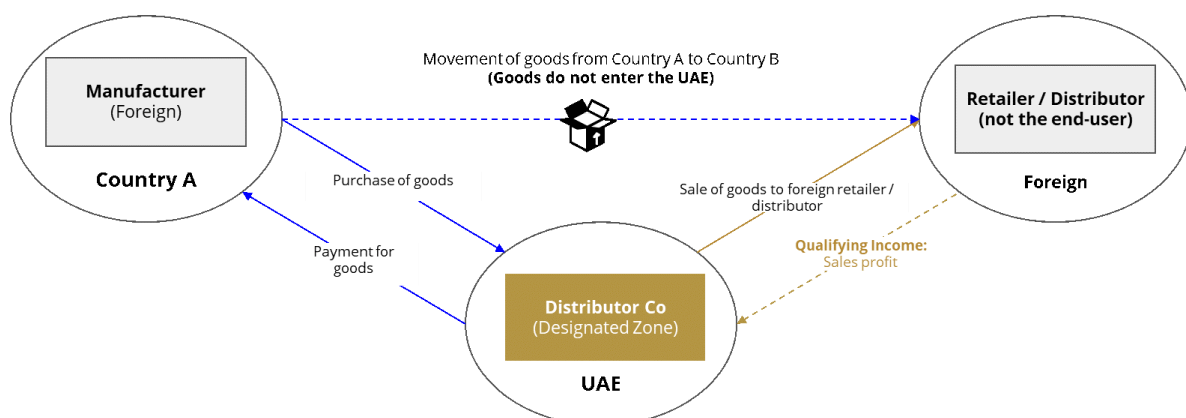 Movement of goods from Country A to Country B
(Goods do not enter the UAE)
Manufacturer
(Foreign)
Country A
Retailer / Distributor
(not the end-user)
Foreign
Purchase of goods
Sale of goods to foreign retailer /
distributor
Payment for
goods
Qualifying Income:
Sales profit
Distributor Co
(Designated Zone)
UAE